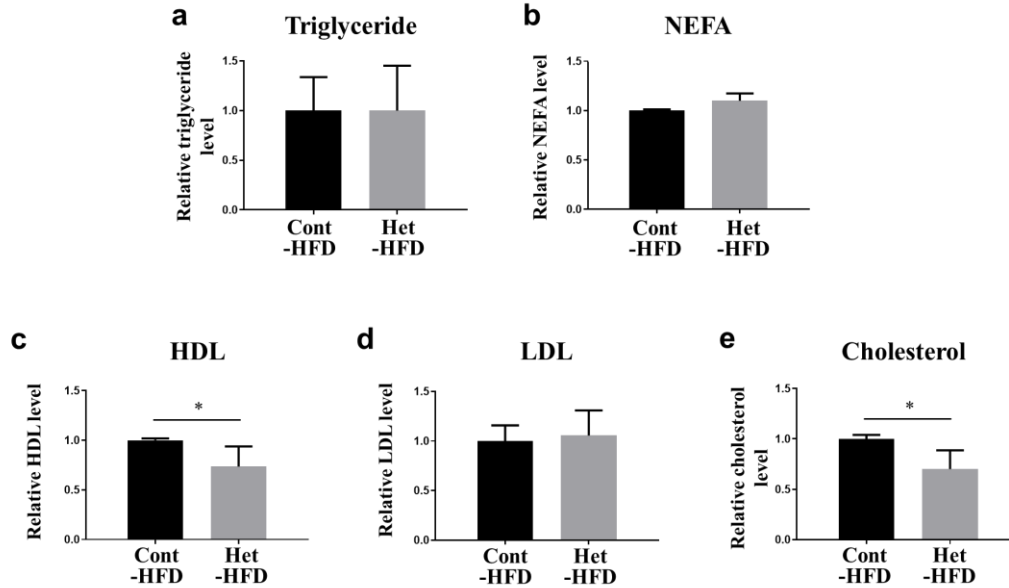 a
Triglyceride
Relative triglyceride
level
1.5
1.0
0.5
0.0
Cont
-HFD
Het
-HFD
b
NEFA
Relative NEFA level
1.5
1.0
0.5
0.0
Cont
-HFD
Het
-HFD
c
HDL
Relative HDL level
1.5
1.0
0.5
0.0
*
Cont
-HFD
Het
-HFD
d
LDL
Relative LDL level
1.5
1.0
0.5
0.0
Cont
-HFD
Het
-HFD
e
Cholesterol
Relative cholesterol
level
1.5
1.0
0.5
0.0
*
Cont
-HFD
Het
-HFD